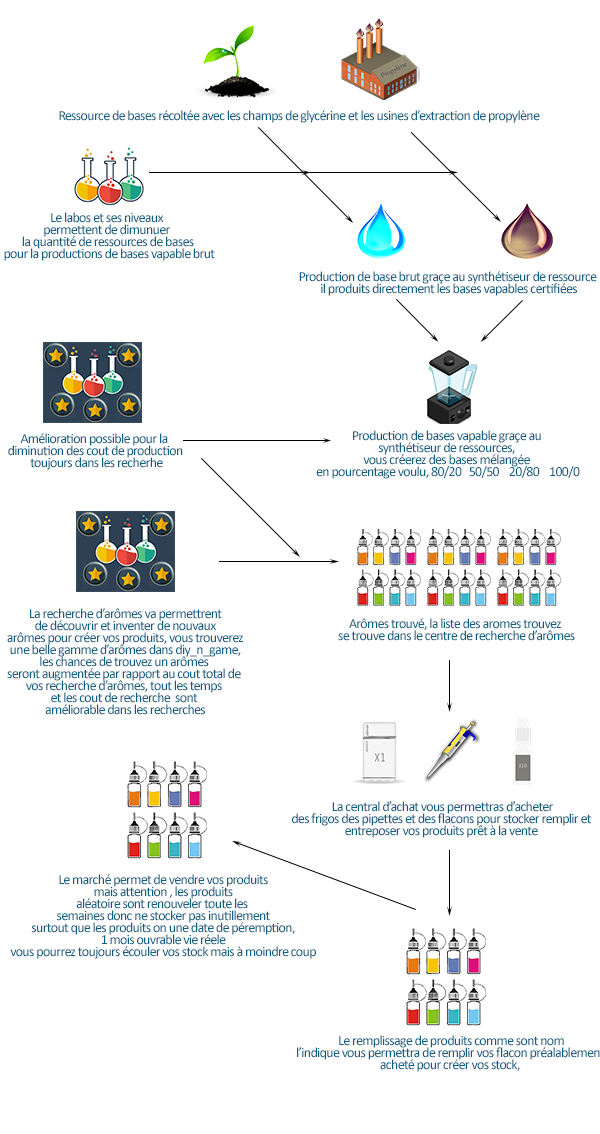 Propylène
Ressource de bases récoltée avec les champs de glycérine et les usines d'extraction de propylène
Le labos et ses niveaux
permettent de dimunuer
la quantité de ressources de bases
pour la productions de bases vapable brut
Production de base brut graçe au synthétiseur de ressource
il produits directement les bases vapables certifiées
Amélioration possible pour la
diminution des cout de production
toujours dans les recherhe
Production de bases vapable graçe au
synthétiseur de ressources,
vous créerez des bases mélangée
en pourcentage voulu, 80/20 50/50 20/80 100/0
La recherche d'arômes va permettrent
de découvrir et inventer de nouvaux
arômes pour créer vos produits, vous trouverez
une belle gamme d'arômes dans diy_n_game,
les chances de trouvez un arômes
seront augmentée par rapport au cout total de
vos recherche d'arômes, tout les temps
et les cout de recherche sont
améliorable dans les recherches
Arômes trouvé, la liste des aromes trouvez
se trouve dans le centre de recherche d'arômes
X1
X10
La central d'achat vous permettras d'acheter
des frigos des pipettes et des flacons pour stocker remplir et
entreposer vos produits prêt à la vente
Le marché permet de vendre vos produits
mais attention , les produits
aléatoire sont renouveler toute les
semaines donc ne stocker pas inutillement
surtout que les produits on une date de péremption,
1 mois ouvrable vie réele
vous pourrez toujours écouler vos stock mais à moindre coup
Le remplissage de produits comme sont nom
l'indique vous permettra de remplir vos flacon préalablemen
acheté pour créer vos stock,